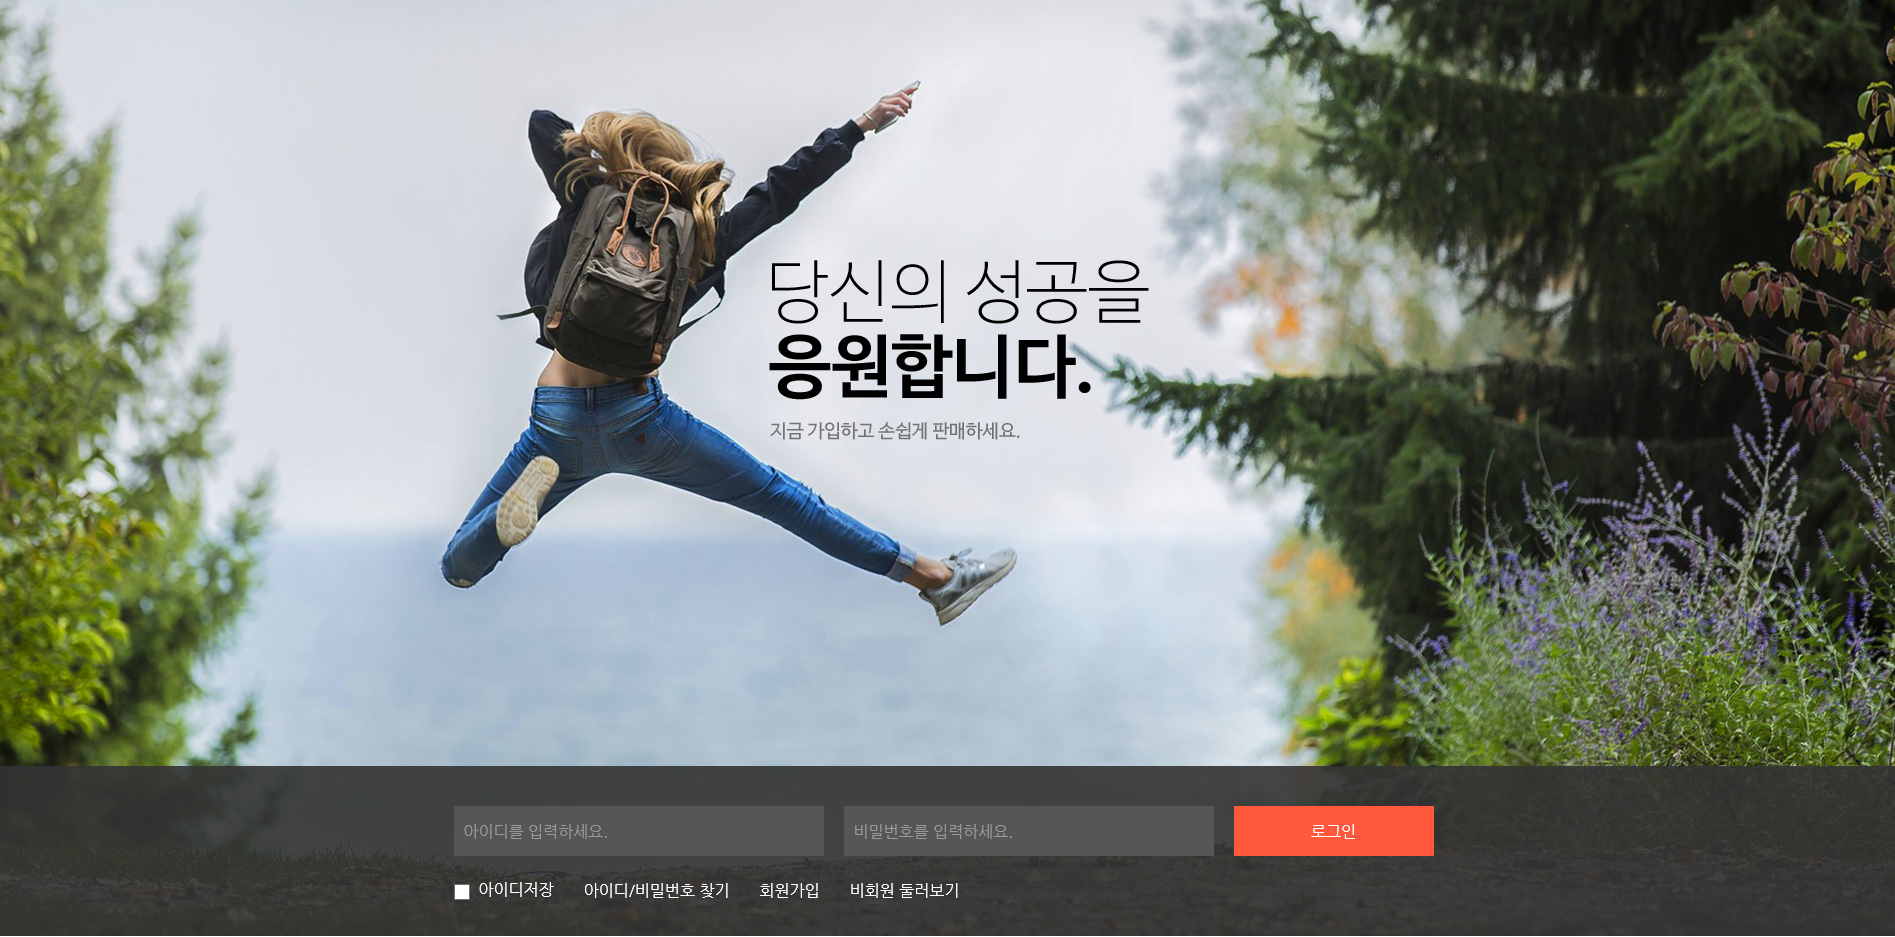 당신의 성공을
응원합니다.
지금 가입하고 손쉽게 판매하세요.
아이디를 입력하세요. 비밀번호를 입력하세요. 로그인
아이디저장 아이디/비밀번호 찾기 회원가입 비회원 둘러보기